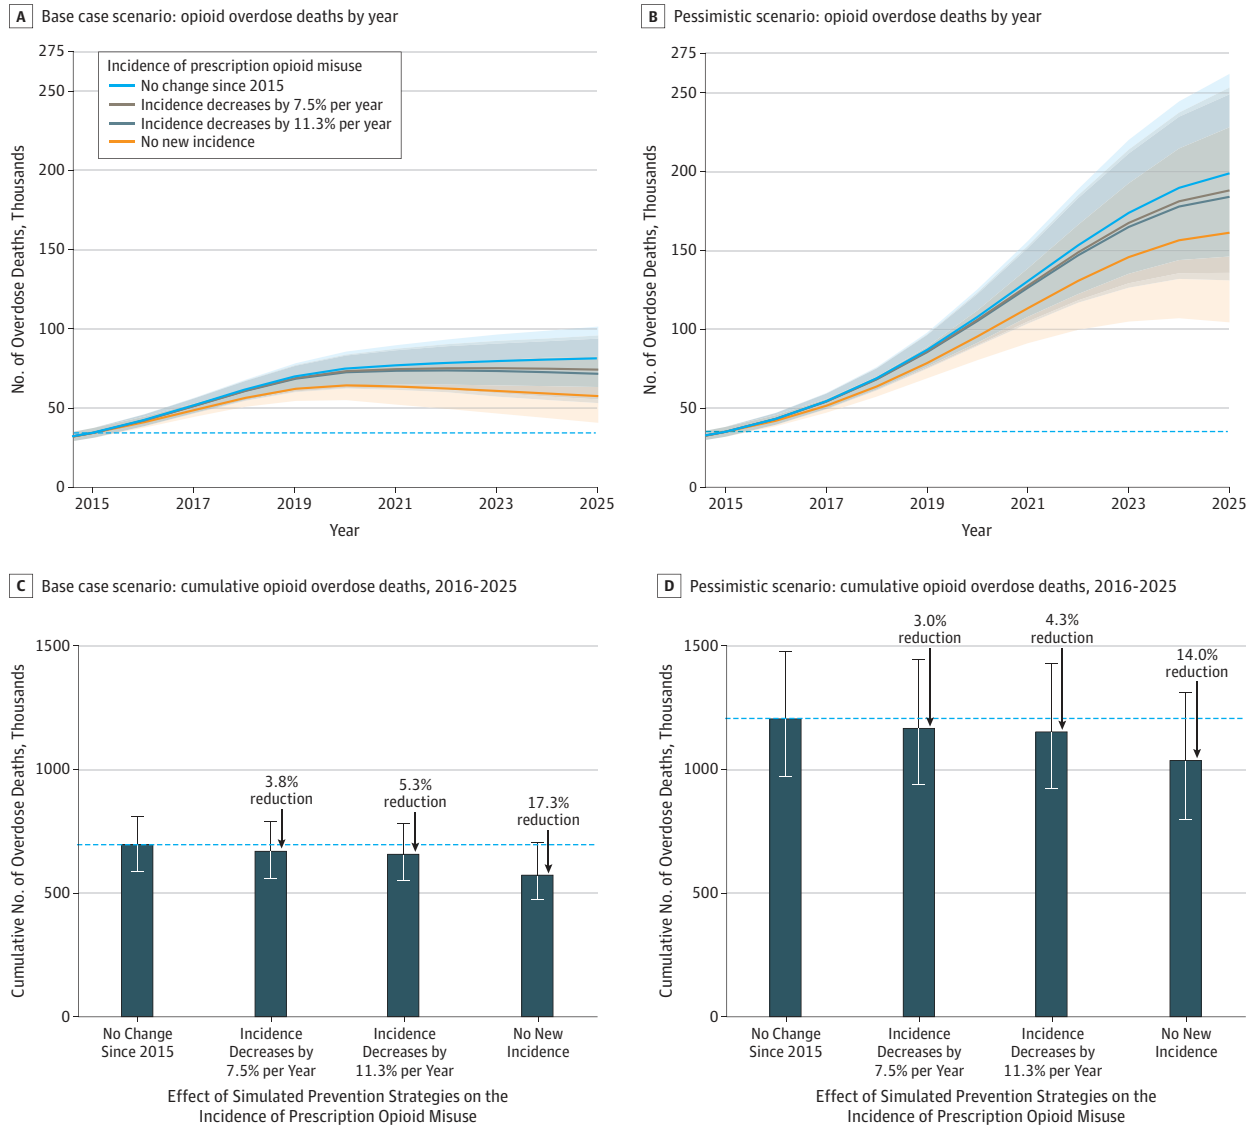 A Base case scenario: opioid overdose deaths by year
No. of Overdose Deaths, Thousands
275
250
200
150
100
50
0
Incidence of prescription opioid misuse
No change since 2015
Incidence decreases by 7.5% per year
Incidence decreases by 11.3% per year
No new incidence
2015 2017 2019 2021 2023 2025
Year
B Pessimistic scenario: opioid overdose deaths by year
No. of Overdose Deaths, Thousands
275
250
200
150
100
50
0
2015 2017 2019 2021 2023 2025
Year
C Base case scenario: cumulative opioid overdose deaths, 2016-2025
Cumulative No. of Overdose Deaths, Thousands
1500
1000
500
0
3.8%
reduction
5.3%
reduction
17.3%
reduction
No Change
Since 2015
Incidence
Decreases by
7.5% per Year
Incidence
Decreases by
11.3% per Year
No New
Incidence
Effect of Simulated Prevention Strategies on the
Incidence of Prescription Opioid Misuse
D Pessimistic scenario: cumulative opioid overdose deaths, 2016-2025
Cumulative No. of Overdose Deaths, Thousands
1500
1000
500
0
3.0%
reduction
4.3%
reduction
14.0%
reduction
No Change
Since 2015
Incidence
Decreases by
7.5% per Year
Incidence
Decreases by
11.3% per Year
No New
Incidence
Effect of Simulated Prevention Strategies on the
Incidence of Prescription Opioid Misuse